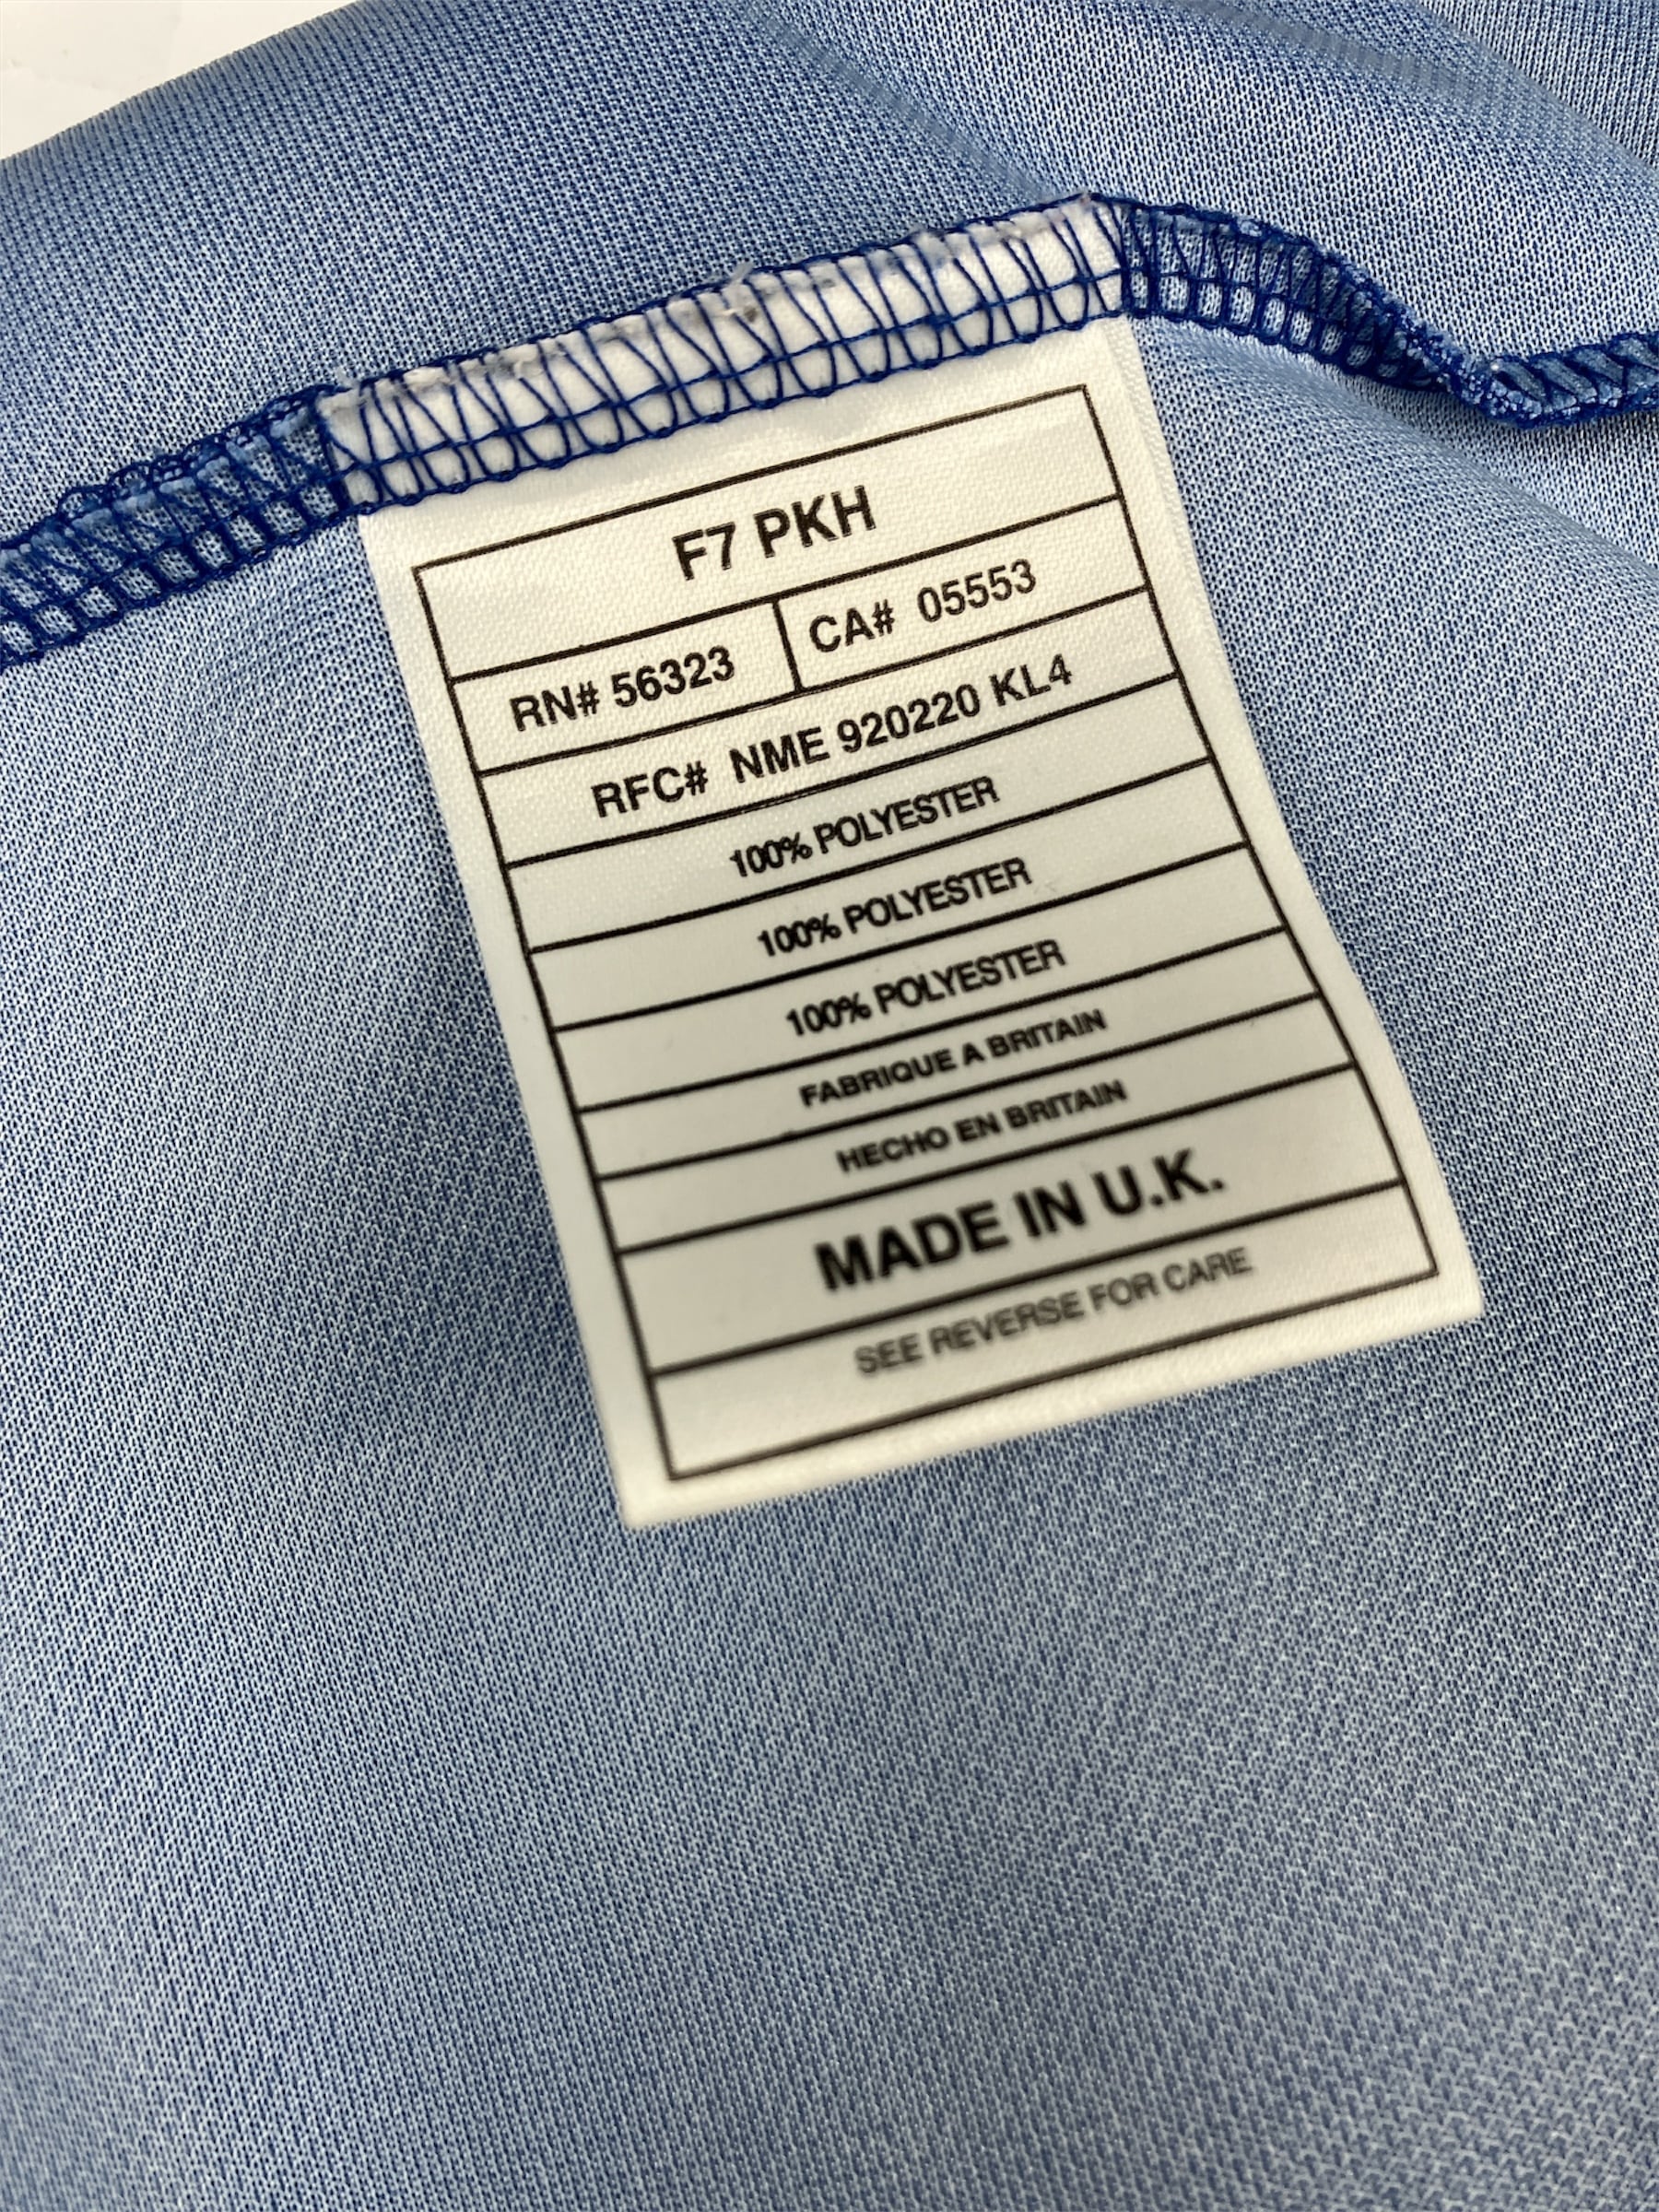 F7 PKH
RN# 56323 CA# 05553
RFC# NME 920220 KL4
100% POLYESTER
100% POLYESTER
100% POLYESTER
FABRIQUE A BRITAIN
HECHO EN BRITAIN
MADE IN U.K.
SEE REVERSE FOR CARE